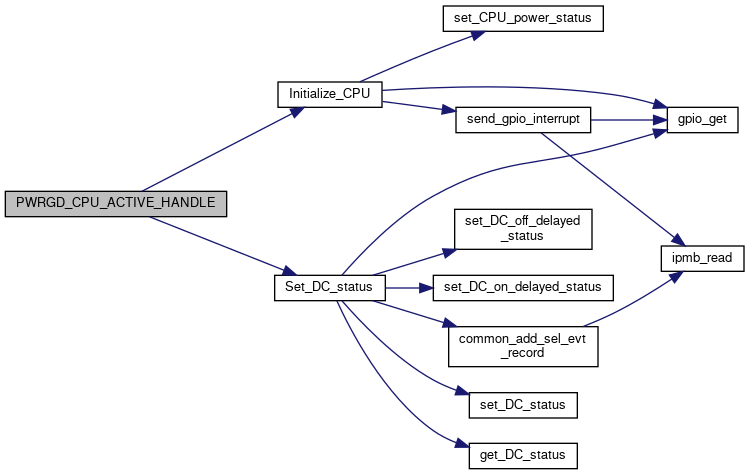 set_CPU_power_status
Initialize_CPU
send_gpio_interrupt
gpio_get
PWRGD_CPU_ACTIVE_HANDLE
set_DC_off_delayed
_status
ipmb_read
Set_DC_status
set_DC_on_delayed_status
common_add_sel_evt
_record
set_DC_status
get_DC_status